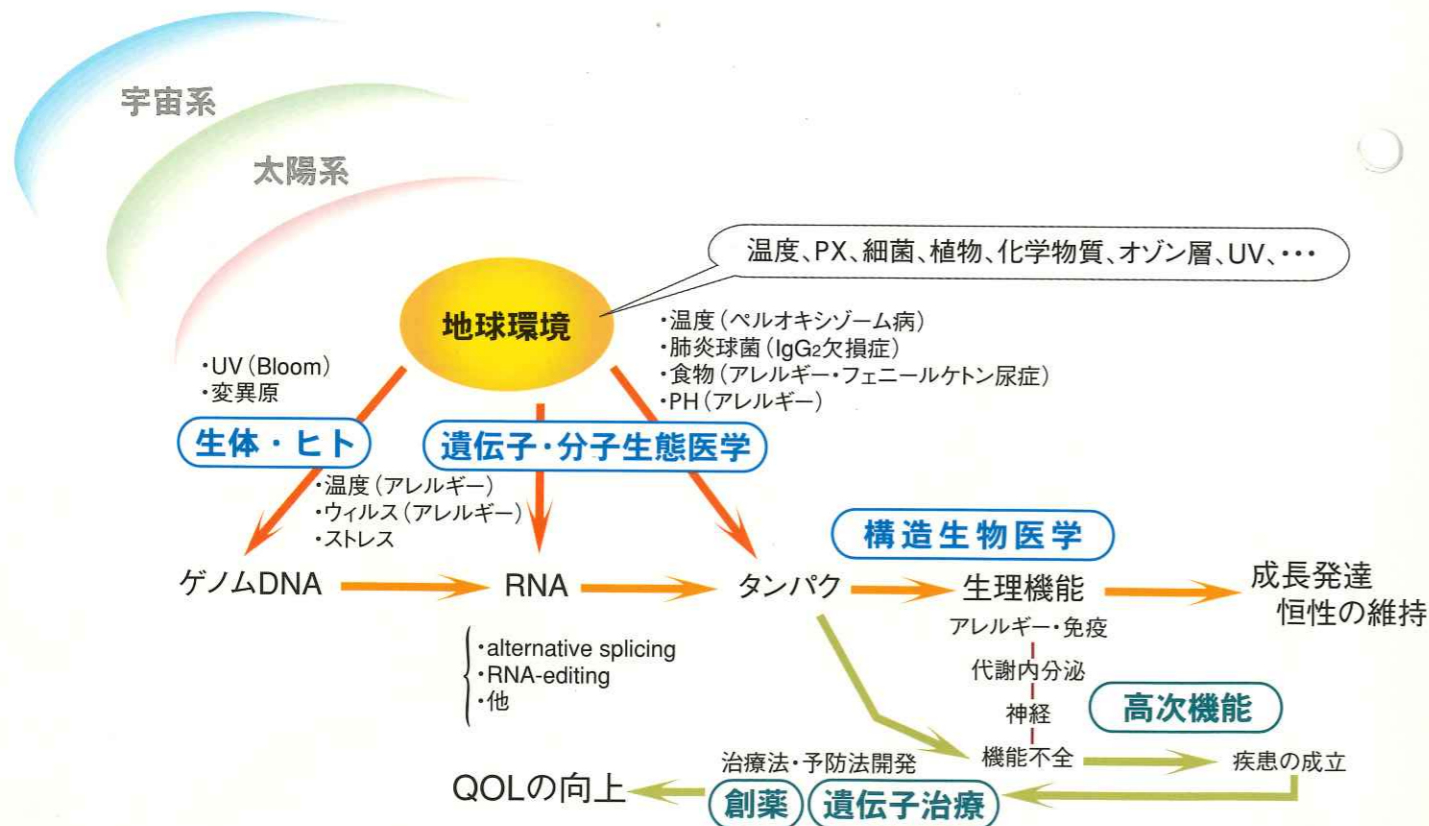 宇宙系
太陽系
温度、PX、細菌、植物、化学物質、オゾン層、UV、・・・
地球環境
・温度(ペルオキシゾーム病)
・肺炎球菌(IgG2欠損症)
・食物(アレルギー・フェニールケトン尿症)
・PH(アレルギー)
・UV(Bloom)
・変異原
生体・ヒト
遺伝子・分子生態医学
・温度(アレルギー)
・ウィルス(アレルギー)
・ストレス
構造生物医学
ゲノムDNA
RNA
タンパク
生理機能
成長発達
恒性の維持
・alternative splicing
・RNA-editing
・他
アレルギー・免疫
代謝内分泌
神経
機能不全
高次機能
疾患の成立
治療法・予防法開発
創薬
遺伝子治療
QOLの向上